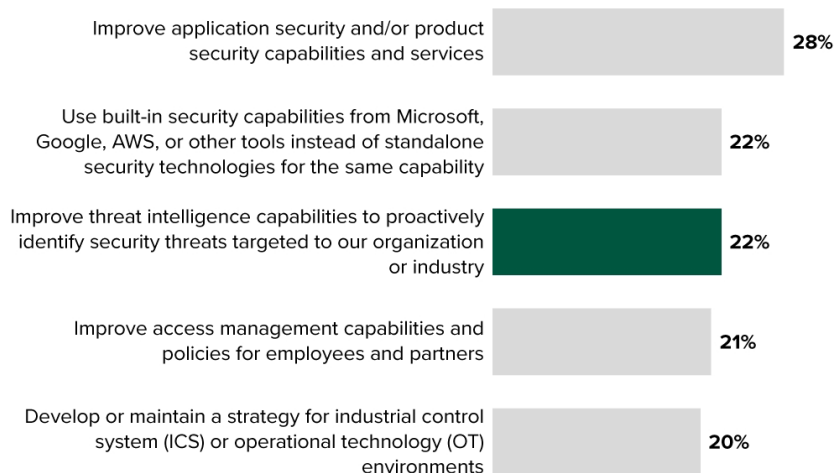 Improve application security and/or product
security capabilities and services
28%
Use built-in security capabilities from Microsoft,
Google, AWS, or other tools instead of standalone
security technologies for the same capability
22%
Improve threat intelligence capabilities to proactively
identify security threats targeted to our organization
or industry
22%
Improve access management capabilities and
policies for employees and partners
21%
Develop or maintain a strategy for industrial control
system (ICS) or operational technology (OT)
environments
20%